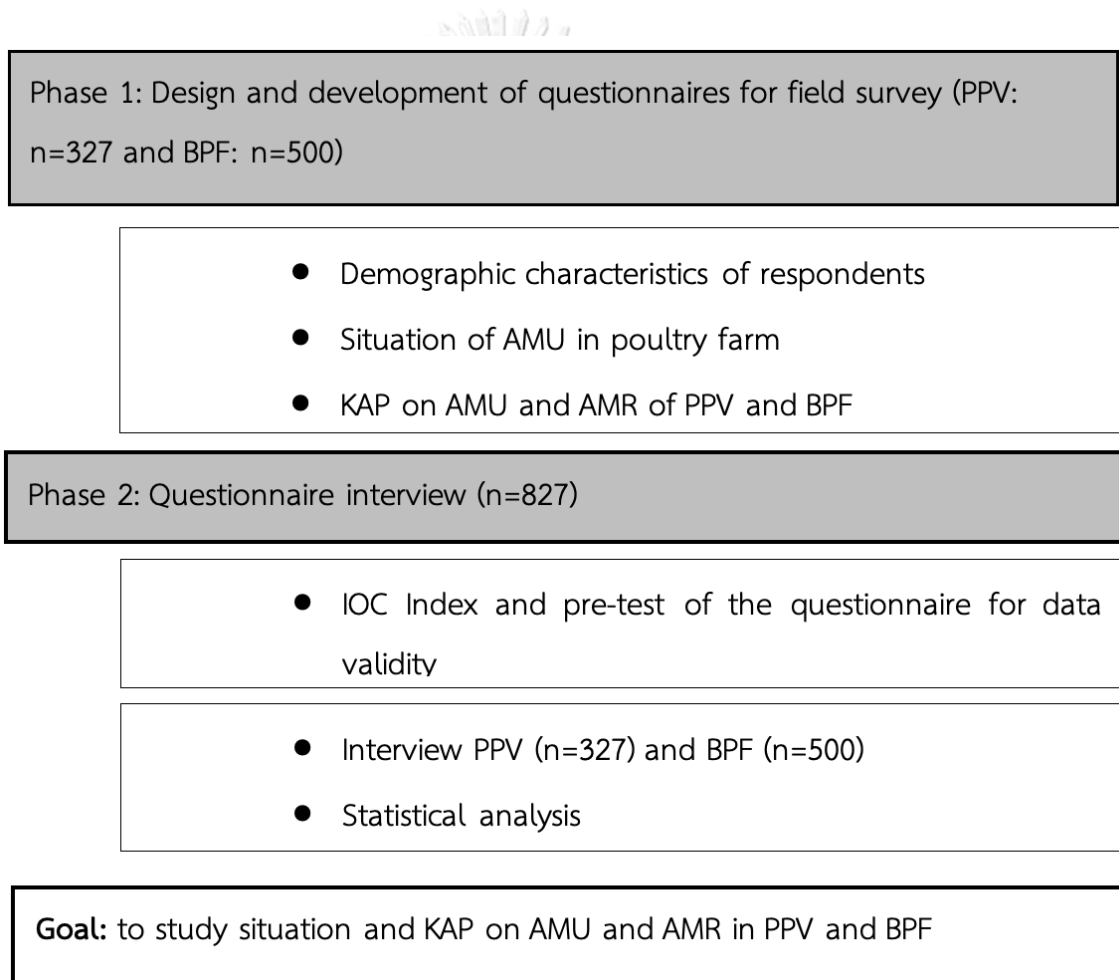 Phase 1: Design and development of questionnaires for field survey (PPV:
n=327 and BPF: n=500)
● Demographic characteristics of respondents
● Situation of AMU in poultry farm
● KAP on AMU and AMR of PPV and BPF
Phase 2: Questionnaire interview (n=827)
● IOC Index and pre-test of the questionnaire for data
validity
● Interview PPV (n=327) and BPF (n=500)
● Statistical analysis
Goal: to study situation and KAP on AMU and AMR in PPV and BPF